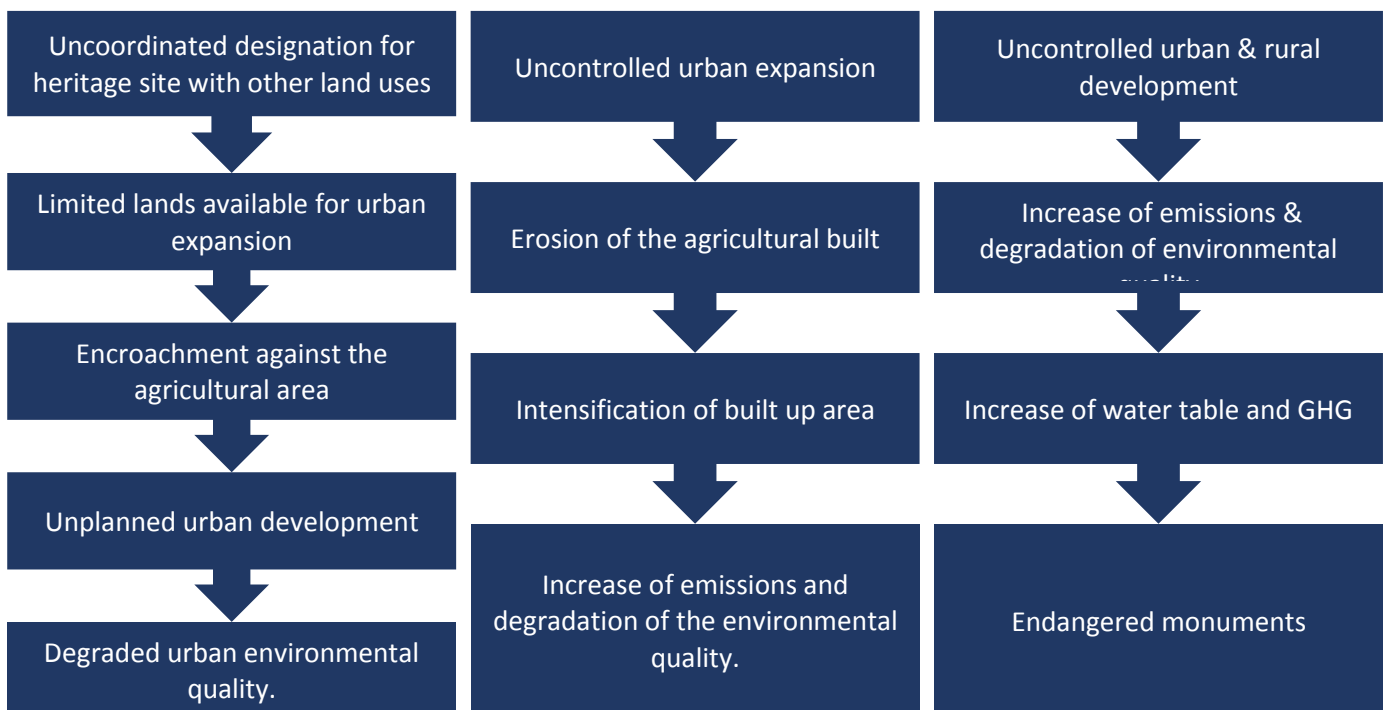 Uncoordinated designation for
heritage site with other land uses
Limited lands available for urban
expansion
Encroachment against the
agricultural area
Unplanned urban development
Degraded urban environmental
quality.
Uncontrolled urban expansion
Erosion of the agricultural built
Intensification of built up area
Increase of emissions and
degradation of the environmental
quality.
Uncontrolled urban & rural
development
Increase of emissions &
degradation of environmental
quality
Increase of water table and GHG
Endangered monuments